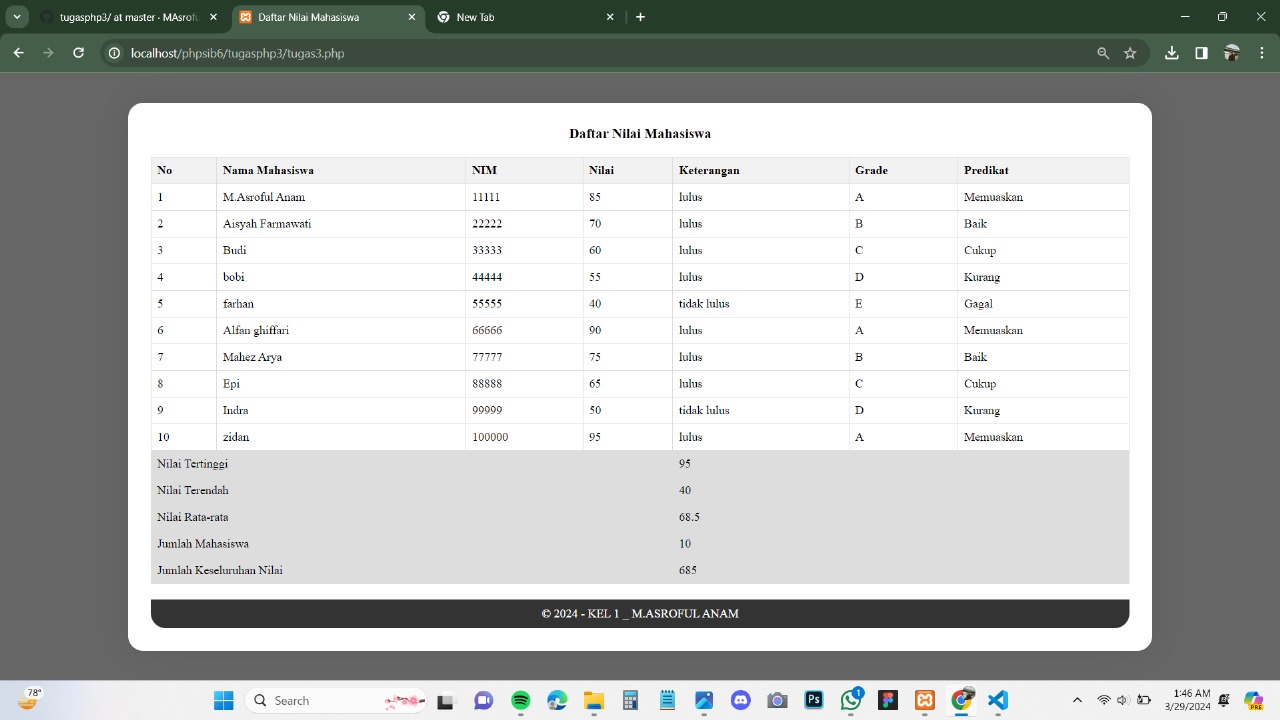 tugasphp3/ at master · MAsrofu
Daftar Nilai Mahasiswa
New Tab
localhost/phpsib6/tugasphp3/tugas3.php
Daftar Nilai Mahasiswa
No Nama Mahasiswa NIM Nilai Keterangan Grade Predikat
1 M.Asroful Anam 11111 85 lulus A Memuaskan
2 Aisyah Farmawati 22222 70 lulus B Baik
3 Budi 33333 60 lulus C Cukup
4 bobi 44444 55 lulus D Kurang
5 farhan 55555 40 tidak lulus E Gagal
6 Alfan ghiffari 66666 90 lulus A Memuaskan
7 Mahez Arya 77777 75 lulus B Baik
8 Epi 88888 65 lulus C Cukup
9 Indra 99999 50 tidak lulus D Kurang
10 zidan 100000 95 lulus A Memuaskan
Nilai Tertinggi 95
Nilai Terendah 40
Nilai Rata-rata 68.5
Jumlah Mahasiswa 10
Jumlah Keseluruhan Nilai 685
© 2024 - KEL 1 _ M.ASROFUL ANAM
78°
Search
Ps
1
PRE
1:46 AM
3/29/2024